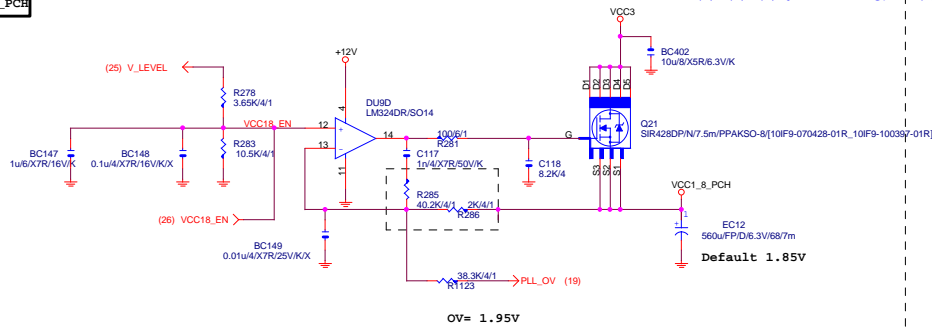 _PCH
VCC3
+12V
BC402
10u/8/X5R/6.3V/K
(25) V_LEVEL
R278
3.65K/4/1
DU9D
LM324DR/SO14
D1
D2
D3
D4
D5
4
VCC18_EN
12
+
14
100/6/1
R281
G
Q21
SIR428DP/N/7.5m/PPAKSO-8/[10IF9-070428-01R_10IF9-100397-01R]
13
-
11
BC147
1u/6/X7R/16V/K
BC148
0.1u/4/X7R/16V/K/X
R283
10.5K/4/1
C117
1n/4/X7R/50V/K
C118
8.2K/4
S3
S2
S1
R285
40.2K/4/1
2K/4/1
R286
VCC1_8_PCH
(26) VCC18_EN
1
+
EC12
560u/FP/D/6.3V/68/7m
BC149
0.01u/4/X7R/25V/K/X
Default 1.85V
38.3K/4/1
R1123
PLL_OV (19)
OV= 1.95V